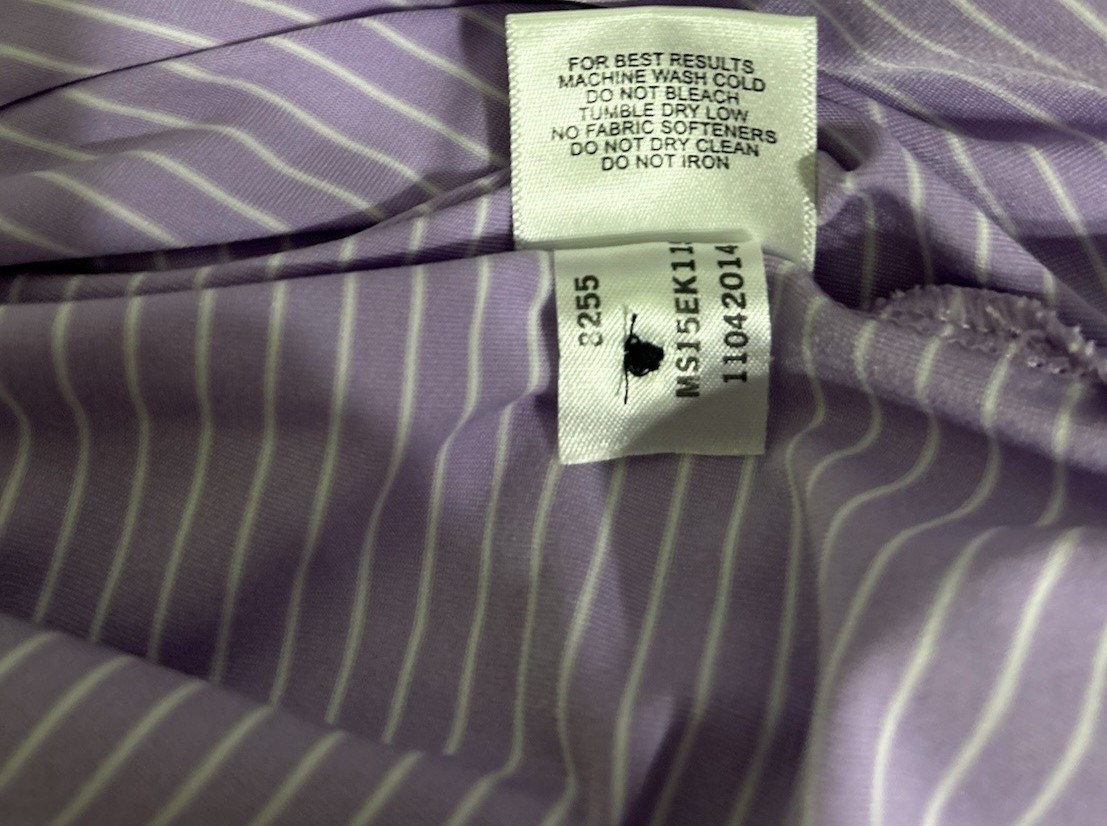 FOR BEST RESULTS
MACHINE WASH COLD
DO NOT BLEACH
TUMBLE DRY LOW
NO FABRIC SOFTENERS
DO NOT DRY CLEAN
DO NOT IRON
8255
MS15EK11
11042014